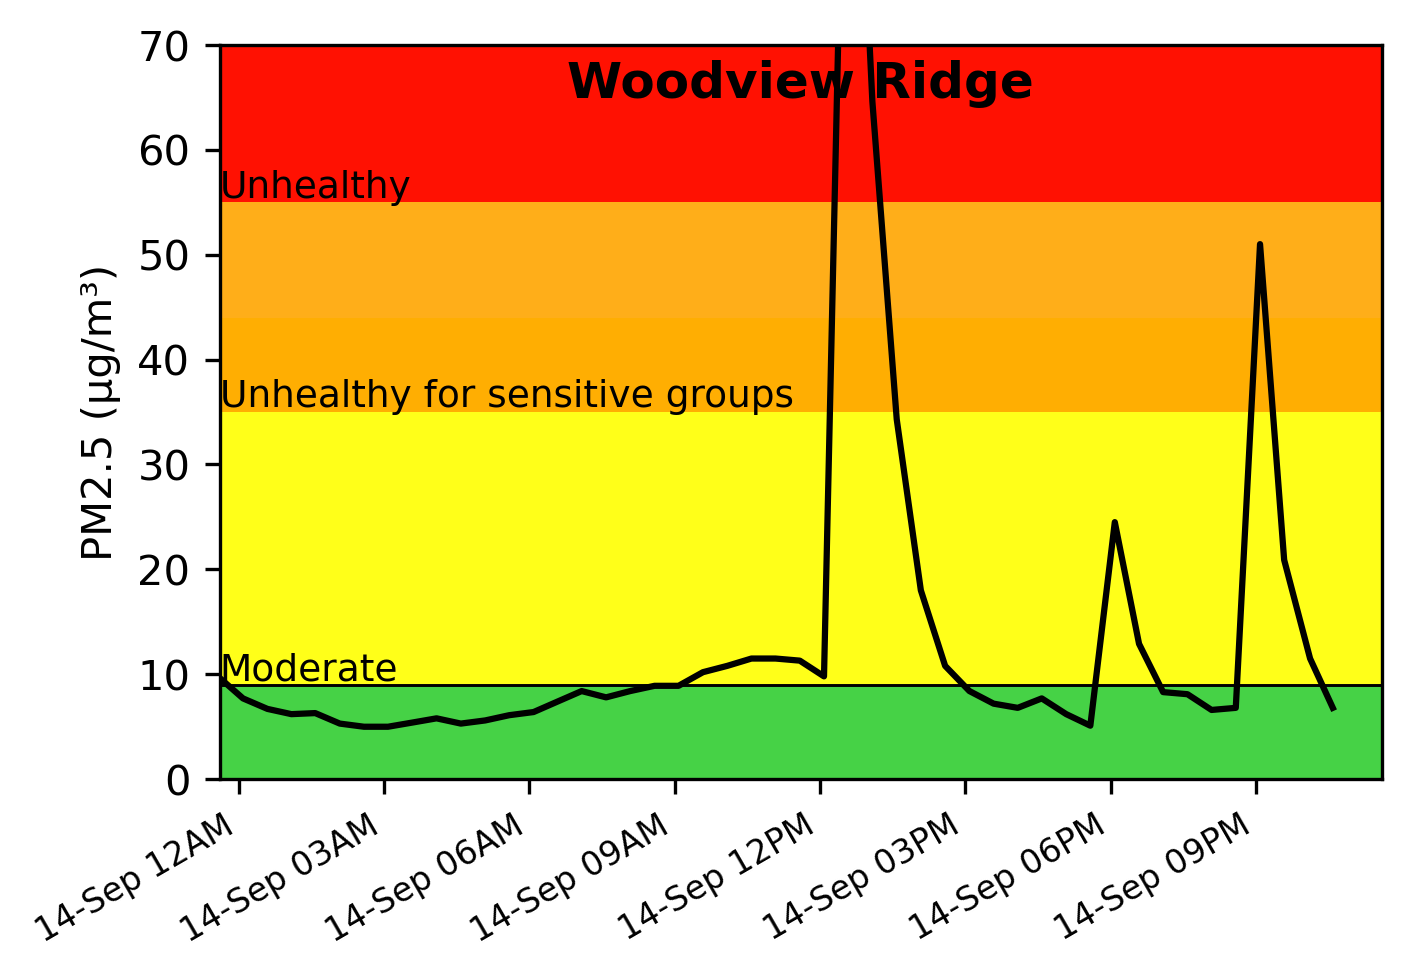 Woodview Ridge
PM2.5 (µg/m³)
70
60
Unhealthy
50
40
Unhealthy for sensitive groups
30
20
Moderate
10
0
14-Sep 12AM
14-Sep 03AM
14-Sep 06AM
14-Sep 09AM
14-Sep 12PM
14-Sep 03PM
14-Sep 06PM
14-Sep 09PM